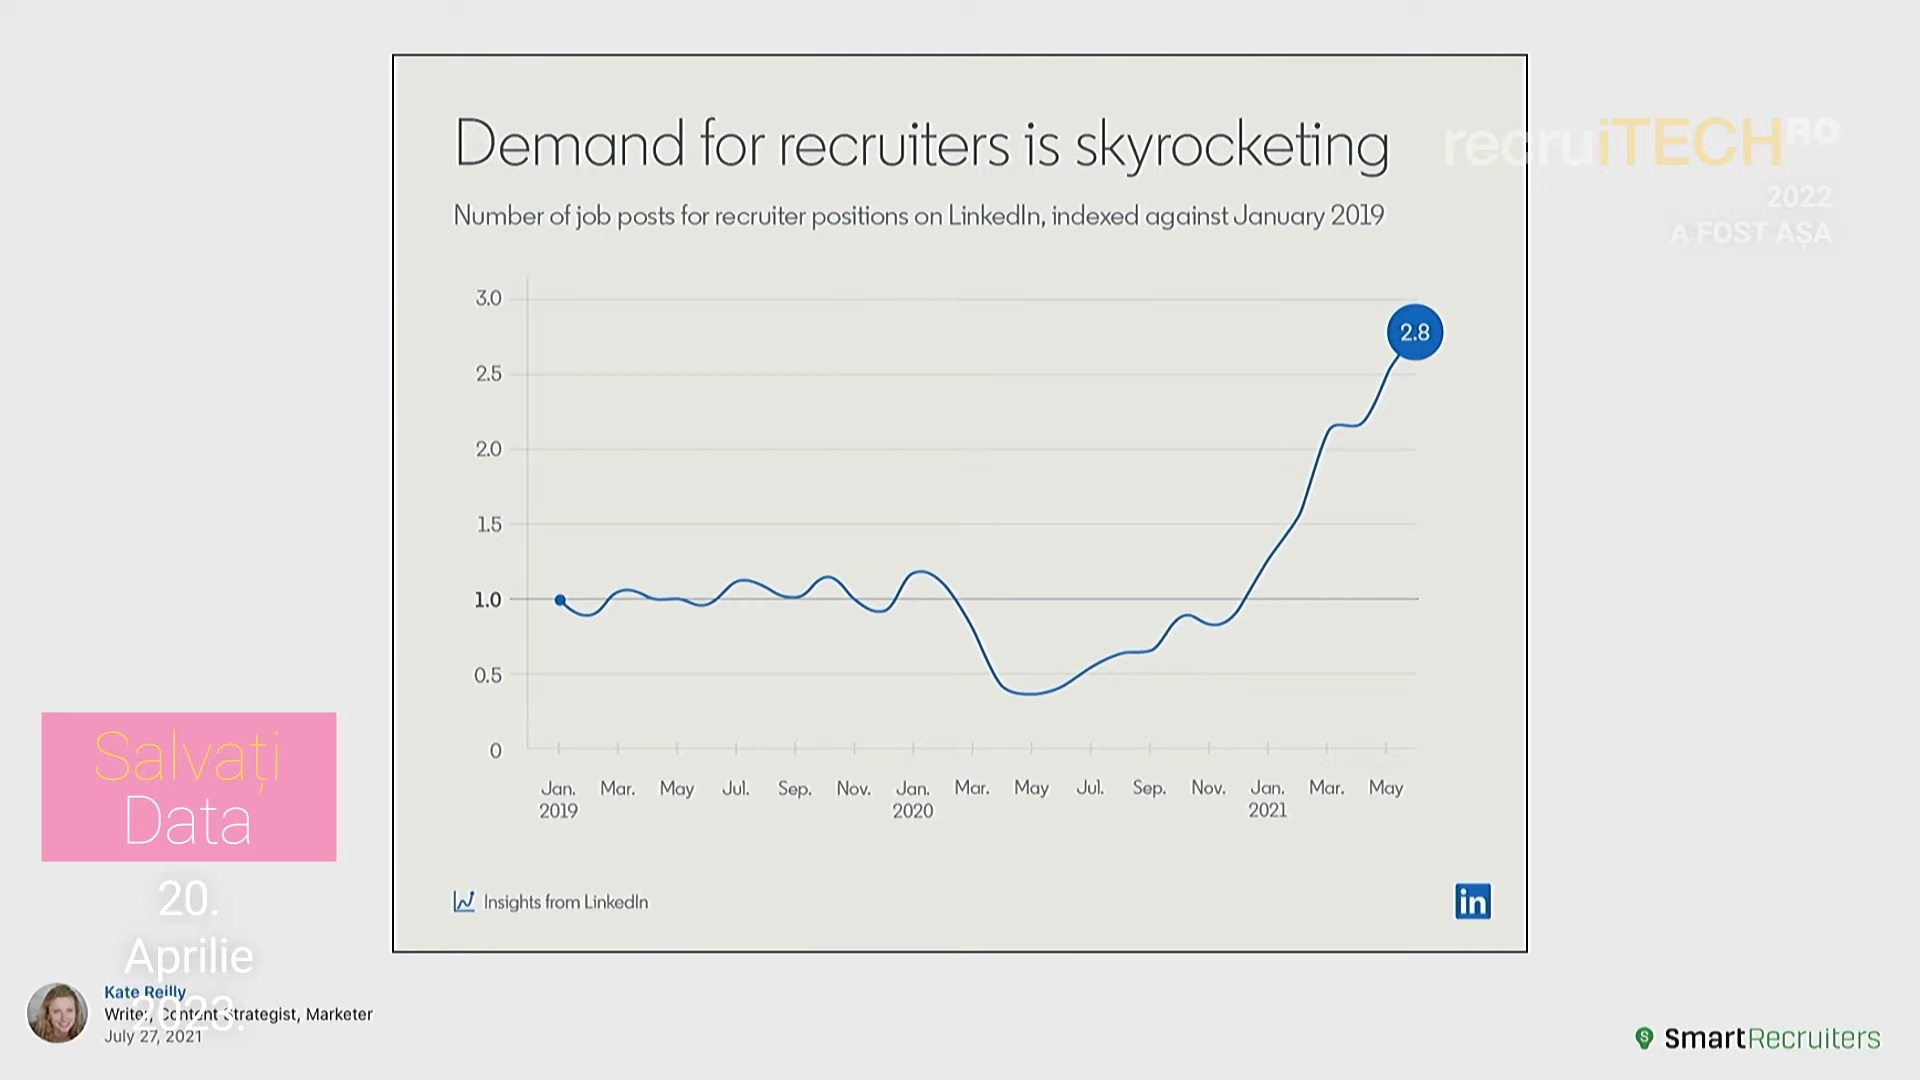 Demand for recruiters is skyrocketing
recruiTECHRO
2022
A FOST AȘA
Number of job posts for recruiter positions on LinkedIn, indexed against January 2019
3.0
2.5
2.0
1.5
1.0
0.5
0
2.8
Jan. Mar. May Jul. Sep. Nov. Jan. Mar. May Jul. Sep. Nov. Jan. Mar. May
2019 2020 2021
Insights from LinkedIn
in
Salvați
Data
20.
Aprilie
2023.
Kate Reilly
Writer, Content Strategist, Marketer
July 27, 2021
S SmartRecruiters